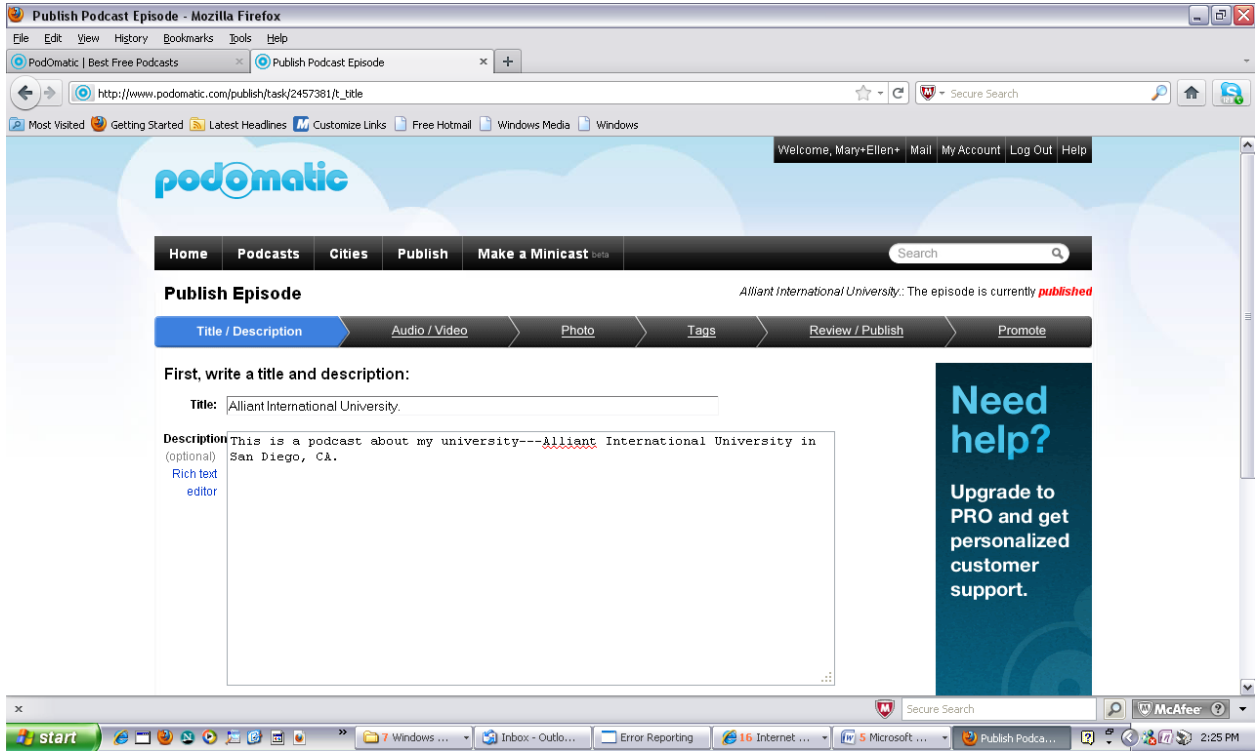 Publish Podcast Episode - Mozilla Firefox
File Edit View History Bookmarks Tools Help
PodOmatic | Best Free Podcasts × Publish Podcast Episode × +
http://www.podomatic.com/publish/task/2457381/t_title Secure Search
Most Visited Getting Started Latest Headlines Customize Links Free Hotmail Windows Media Windows
Welcome, Mary+Ellen+ Mail My Account Log Out Help
podomatic
Home Podcasts Cities Publish Make a Minicast beta Search
Publish Episode Alliant International University.: The episode is currently published
Title / Description Audio / Video Photo Tags Review / Publish Promote
First, write a title and description:
Title: Alliant International University.
Description This is a podcast about my university---Alliant International University in
(optional) San Diego, CA.
Rich text
editor
Need
help?
Upgrade to
PRO and get
personalized
customer
support.
× Secure Search McAfee ?
start » 7 Windows ... Inbox - Outlo... Error Reporting 16 Internet ... 5 Microsoft ... Publish Podca... ? 2:25 PM